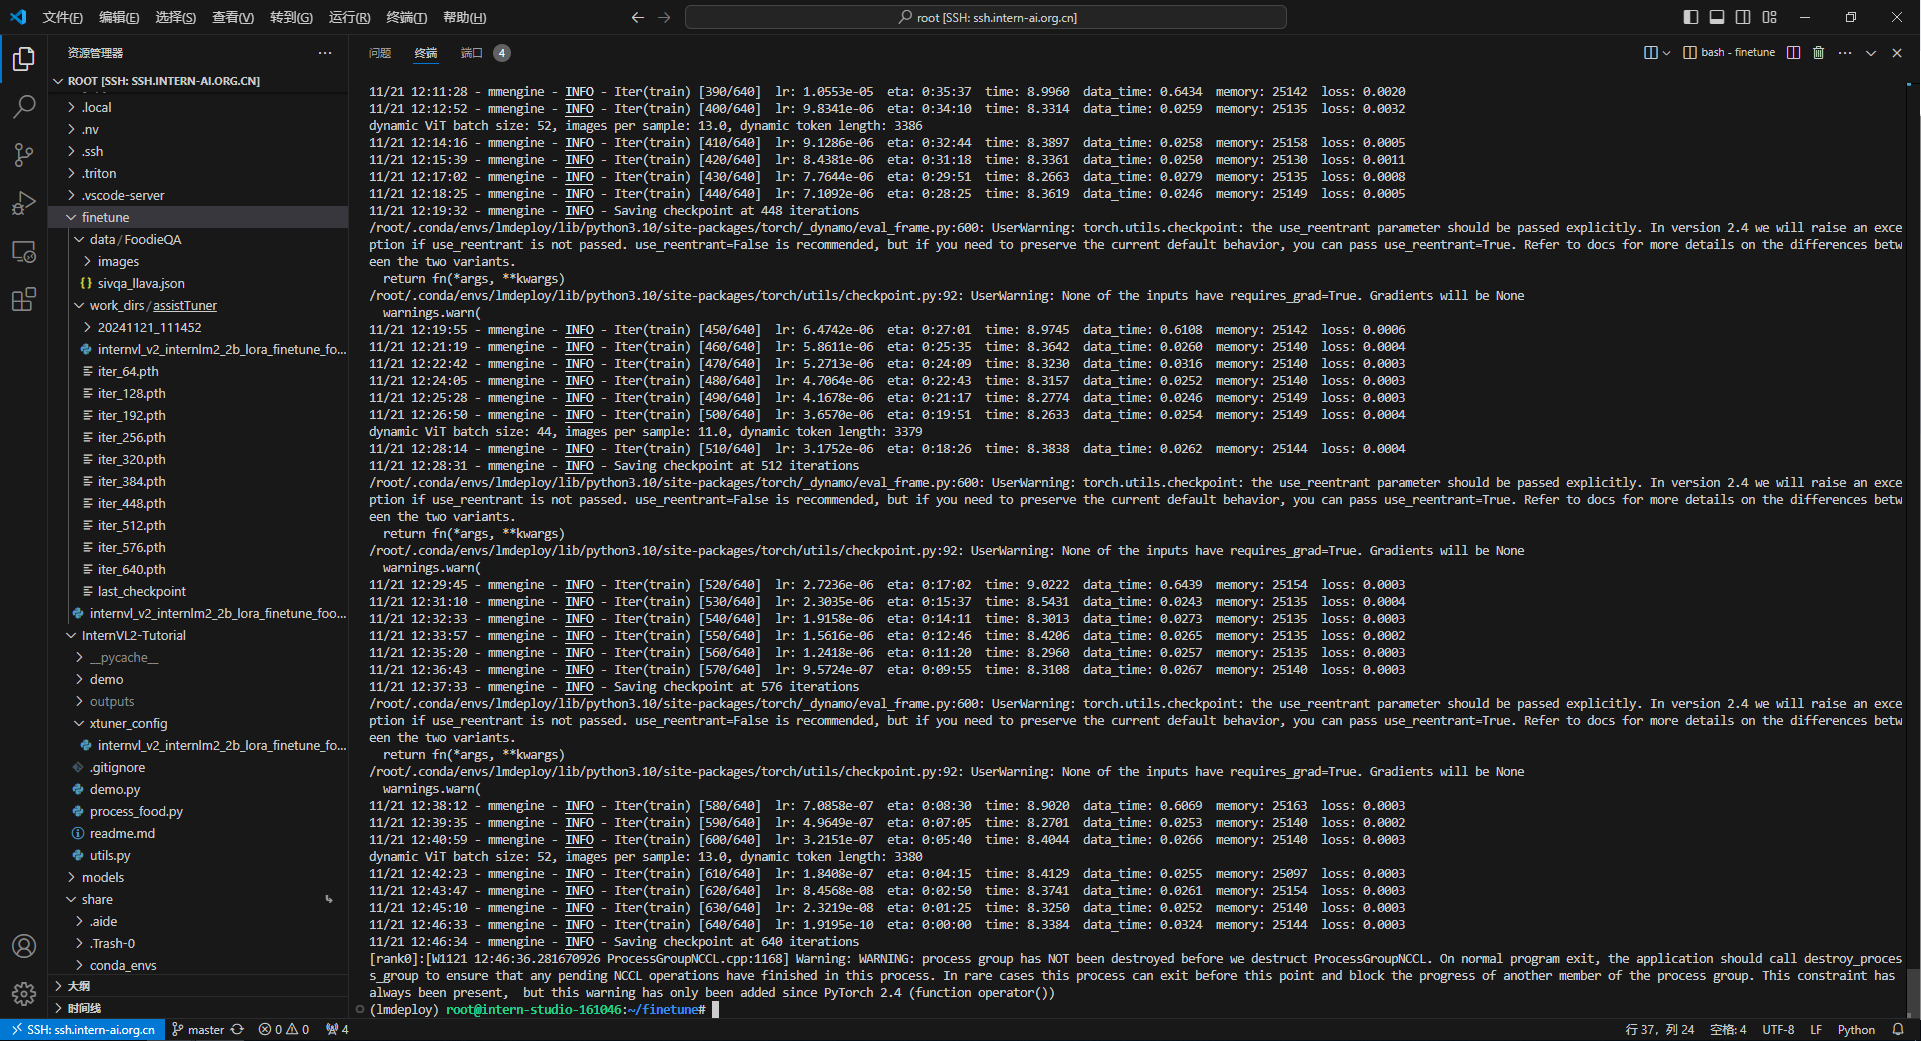 文件(F) 编辑(E) 选择(S) 查看(V) 转到(G) 运行(R) 终端(T) 帮助(H)
root [SSH: ssh.intern-ai.org.cn]
资源管理器
ROOT [SSH: SSH.INTERN-AI.ORG.CN]
.local
.nv
.ssh
.triton
.vscode-server
finetune
data/FoodieQA
images
{} sivqa_llava.json
work_dirs/assistTuner
20241121_111452
internvl_v2_internlm2_2b_lora_finetune_fo...
iter_64.pth
iter_128.pth
iter_192.pth
iter_256.pth
iter_320.pth
iter_384.pth
iter_448.pth
iter_512.pth
iter_576.pth
iter_640.pth
last_checkpoint
internvl_v2_internlm2_2b_lora_finetune_foo...
InternVL2-Tutorial
__pycache__
demo
outputs
xtuner_config
internvl_v2_internlm2_2b_lora_finetune_fo...
.gitignore
demo.py
process_food.py
readme.md
utils.py
models
share
.aide
.Trash-0
conda_envs
大纲
时间线
问题 终端 端口 4
bash - finetune
11/21 12:11:28 - mmengine - INFO - Iter(train) [390/640] lr: 1.0553e-05 eta: 0:35:37 time: 8.9960 data_time: 0.6434 memory: 25142 loss: 0.0020
11/21 12:12:52 - mmengine - INFO - Iter(train) [400/640] lr: 9.8341e-06 eta: 0:34:10 time: 8.3314 data_time: 0.0259 memory: 25135 loss: 0.0032
dynamic ViT batch size: 52, images per sample: 13.0, dynamic token length: 3386
11/21 12:14:16 - mmengine - INFO - Iter(train) [410/640] lr: 9.1286e-06 eta: 0:32:44 time: 8.3897 data_time: 0.0258 memory: 25158 loss: 0.0005
11/21 12:15:39 - mmengine - INFO - Iter(train) [420/640] lr: 8.4381e-06 eta: 0:31:18 time: 8.3361 data_time: 0.0250 memory: 25130 loss: 0.0011
11/21 12:17:02 - mmengine - INFO - Iter(train) [430/640] lr: 7.7644e-06 eta: 0:29:51 time: 8.2663 data_time: 0.0279 memory: 25135 loss: 0.0008
11/21 12:18:25 - mmengine - INFO - Iter(train) [440/640] lr: 7.1092e-06 eta: 0:28:25 time: 8.3619 data_time: 0.0246 memory: 25149 loss: 0.0005
11/21 12:19:32 - mmengine - INFO - Saving checkpoint at 448 iterations
/root/.conda/envs/lmdeploy/lib/python3.10/site-packages/torch/_dynamo/eval_frame.py:600: UserWarning: torch.utils.checkpoint: the use_reentrant parameter should be passed explicitly. In version 2.4 we will raise an exce
ption if use_reentrant is not passed. use_reentrant=False is recommended, but if you need to preserve the current default behavior, you can pass use_reentrant=True. Refer to docs for more details on the differences betw
een the two variants.
return fn(*args, **kwargs)
/root/.conda/envs/lmdeploy/lib/python3.10/site-packages/torch/utils/checkpoint.py:92: UserWarning: None of the inputs have requires_grad=True. Gradients will be None
warnings.warn(
11/21 12:19:55 - mmengine - INFO - Iter(train) [450/640] lr: 6.4742e-06 eta: 0:27:01 time: 8.9745 data_time: 0.6108 memory: 25142 loss: 0.0006
11/21 12:21:19 - mmengine - INFO - Iter(train) [460/640] lr: 5.8611e-06 eta: 0:25:35 time: 8.3642 data_time: 0.0260 memory: 25140 loss: 0.0004
11/21 12:22:42 - mmengine - INFO - Iter(train) [470/640] lr: 5.2713e-06 eta: 0:24:09 time: 8.3230 data_time: 0.0316 memory: 25140 loss: 0.0003
11/21 12:24:05 - mmengine - INFO - Iter(train) [480/640] lr: 4.7064e-06 eta: 0:22:43 time: 8.3157 data_time: 0.0252 memory: 25140 loss: 0.0003
11/21 12:25:28 - mmengine - INFO - Iter(train) [490/640] lr: 4.1678e-06 eta: 0:21:17 time: 8.2774 data_time: 0.0246 memory: 25149 loss: 0.0003
11/21 12:26:50 - mmengine - INFO - Iter(train) [500/640] lr: 3.6570e-06 eta: 0:19:51 time: 8.2633 data_time: 0.0254 memory: 25149 loss: 0.0004
dynamic ViT batch size: 44, images per sample: 11.0, dynamic token length: 3379
11/21 12:28:14 - mmengine - INFO - Iter(train) [510/640] lr: 3.1752e-06 eta: 0:18:26 time: 8.3838 data_time: 0.0262 memory: 25144 loss: 0.0004
11/21 12:28:31 - mmengine - INFO - Saving checkpoint at 512 iterations
/root/.conda/envs/lmdeploy/lib/python3.10/site-packages/torch/_dynamo/eval_frame.py:600: UserWarning: torch.utils.checkpoint: the use_reentrant parameter should be passed explicitly. In version 2.4 we will raise an exce
ption if use_reentrant is not passed. use_reentrant=False is recommended, but if you need to preserve the current default behavior, you can pass use_reentrant=True. Refer to docs for more details on the differences betw
een the two variants.
return fn(*args, **kwargs)
/root/.conda/envs/lmdeploy/lib/python3.10/site-packages/torch/utils/checkpoint.py:92: UserWarning: None of the inputs have requires_grad=True. Gradients will be None
warnings.warn(
11/21 12:29:45 - mmengine - INFO - Iter(train) [520/640] lr: 2.7236e-06 eta: 0:17:02 time: 9.0222 data_time: 0.6439 memory: 25154 loss: 0.0003
11/21 12:31:10 - mmengine - INFO - Iter(train) [530/640] lr: 2.3035e-06 eta: 0:15:37 time: 8.5431 data_time: 0.0243 memory: 25135 loss: 0.0004
11/21 12:32:33 - mmengine - INFO - Iter(train) [540/640] lr: 1.9158e-06 eta: 0:14:11 time: 8.3013 data_time: 0.0273 memory: 25135 loss: 0.0003
11/21 12:33:57 - mmengine - INFO - Iter(train) [550/640] lr: 1.5616e-06 eta: 0:12:46 time: 8.4206 data_time: 0.0265 memory: 25135 loss: 0.0002
11/21 12:35:20 - mmengine - INFO - Iter(train) [560/640] lr: 1.2418e-06 eta: 0:11:20 time: 8.2960 data_time: 0.0257 memory: 25135 loss: 0.0003
11/21 12:36:43 - mmengine - INFO - Iter(train) [570/640] lr: 9.5724e-07 eta: 0:09:55 time: 8.3108 data_time: 0.0267 memory: 25140 loss: 0.0003
11/21 12:37:33 - mmengine - INFO - Saving checkpoint at 576 iterations
/root/.conda/envs/lmdeploy/lib/python3.10/site-packages/torch/_dynamo/eval_frame.py:600: UserWarning: torch.utils.checkpoint: the use_reentrant parameter should be passed explicitly. In version 2.4 we will raise an exce
ption if use_reentrant is not passed. use_reentrant=False is recommended, but if you need to preserve the current default behavior, you can pass use_reentrant=True. Refer to docs for more details on the differences betw
een the two variants.
return fn(*args, **kwargs)
/root/.conda/envs/lmdeploy/lib/python3.10/site-packages/torch/utils/checkpoint.py:92: UserWarning: None of the inputs have requires_grad=True. Gradients will be None
warnings.warn(
11/21 12:38:12 - mmengine - INFO - Iter(train) [580/640] lr: 7.0858e-07 eta: 0:08:30 time: 8.9020 data_time: 0.6069 memory: 25163 loss: 0.0003
11/21 12:39:35 - mmengine - INFO - Iter(train) [590/640] lr: 4.9649e-07 eta: 0:07:05 time: 8.2701 data_time: 0.0253 memory: 25140 loss: 0.0002
11/21 12:40:59 - mmengine - INFO - Iter(train) [600/640] lr: 3.2151e-07 eta: 0:05:40 time: 8.4044 data_time: 0.0266 memory: 25140 loss: 0.0003
dynamic ViT batch size: 52, images per sample: 13.0, dynamic token length: 3380
11/21 12:42:23 - mmengine - INFO - Iter(train) [610/640] lr: 1.8408e-07 eta: 0:04:15 time: 8.4129 data_time: 0.0255 memory: 25097 loss: 0.0003
11/21 12:43:47 - mmengine - INFO - Iter(train) [620/640] lr: 8.4568e-08 eta: 0:02:50 time: 8.3741 data_time: 0.0261 memory: 25154 loss: 0.0003
11/21 12:45:10 - mmengine - INFO - Iter(train) [630/640] lr: 2.3219e-08 eta: 0:01:25 time: 8.3250 data_time: 0.0252 memory: 25140 loss: 0.0003
11/21 12:46:33 - mmengine - INFO - Iter(train) [640/640] lr: 1.9195e-10 eta: 0:00:00 time: 8.3384 data_time: 0.0324 memory: 25144 loss: 0.0003
11/21 12:46:34 - mmengine - INFO - Saving checkpoint at 640 iterations
[rank0]:[W1121 12:46:36.281670926 ProcessGroupNCCL.cpp:1168] Warning: WARNING: process group has NOT been destroyed before we destruct ProcessGroupNCCL. On normal program exit, the application should call destroy_proces
s_group to ensure that any pending NCCL operations have finished in this process. In rare cases this process can exit before this point and block the progress of another member of the process group. This constraint has
always been present, but this warning has only been added since PyTorch 2.4 (function operator())
(lmdeploy) root@intern-studio-161046:~/finetune#
SSH: ssh.intern-ai.org.cn master 0 0 4
行 37，列 24 空格: 4 UTF-8 LF Python